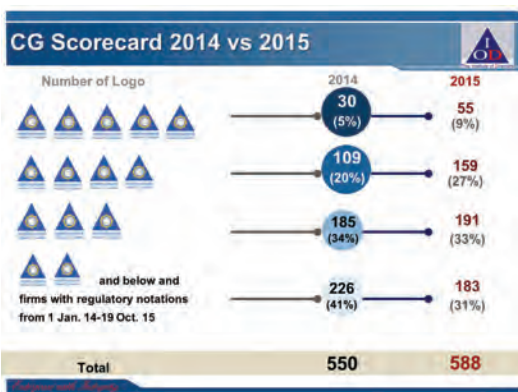 CG Scorecard 2014 vs 2015
IOD
Number of Logo
2014
2015
30
(5%)
55
(9%)
109
(20%)
159
(27%)
185
(34%)
191
(33%)
and below and
firms with regulatory notations
from 1 Jan. 14-19 Oct. 15
226
(41%)
183
(31%)
Total
550
588